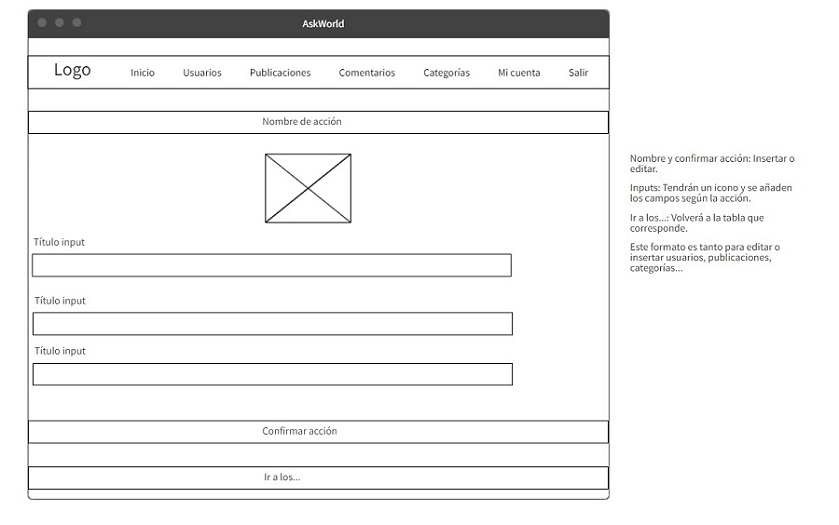 AskWorld
Logo
Inicio
Usuarios
Publicaciones
Comentarios
Categorías
Mi cuenta
Salir
Nombre de acción
Título input
Título input
Título input
Confirmar acción
Ir a los...
Nombre y confirmar acción: Insertar o
editar.
Inputs: Tendrán un icono y se añaden
los campos según la acción.
Ir a los...: Volverá a la tabla que
corresponde.
Este formato es tanto para editar o
insertar usuarios, publicaciones,
categorías...